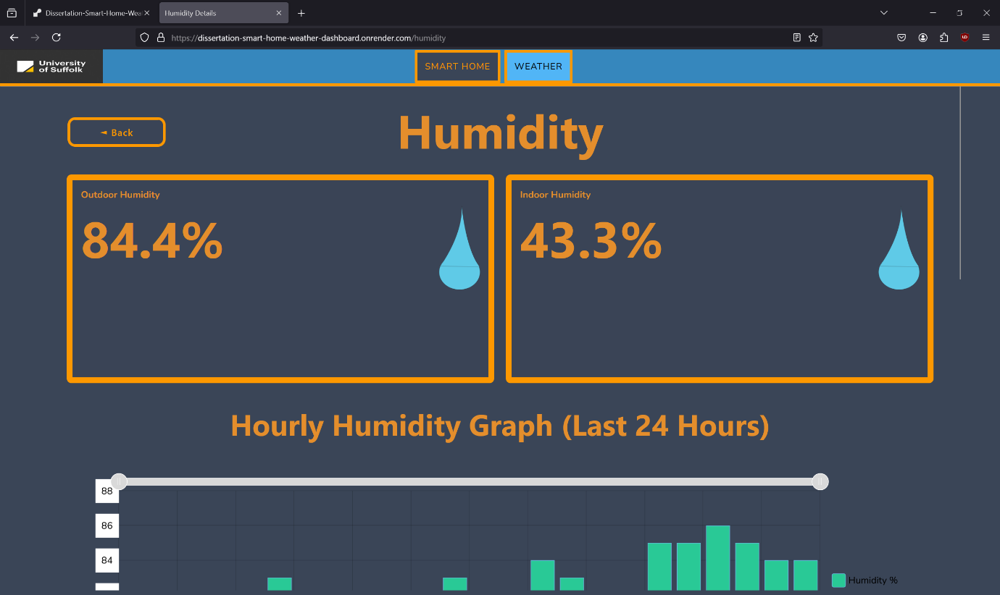 Dissertation-Smart-Home-Wea
Humidity Details
https://dissertation-smart-home-weather-dashboard.onrender.com/humidity
University
of Suffolk
SMART HOME
WEATHER
◄ Back
Humidity
Outdoor Humidity
84.4%
Indoor Humidity
43.3%
Hourly Humidity Graph (Last 24 Hours)
88
86
84
Humidity %